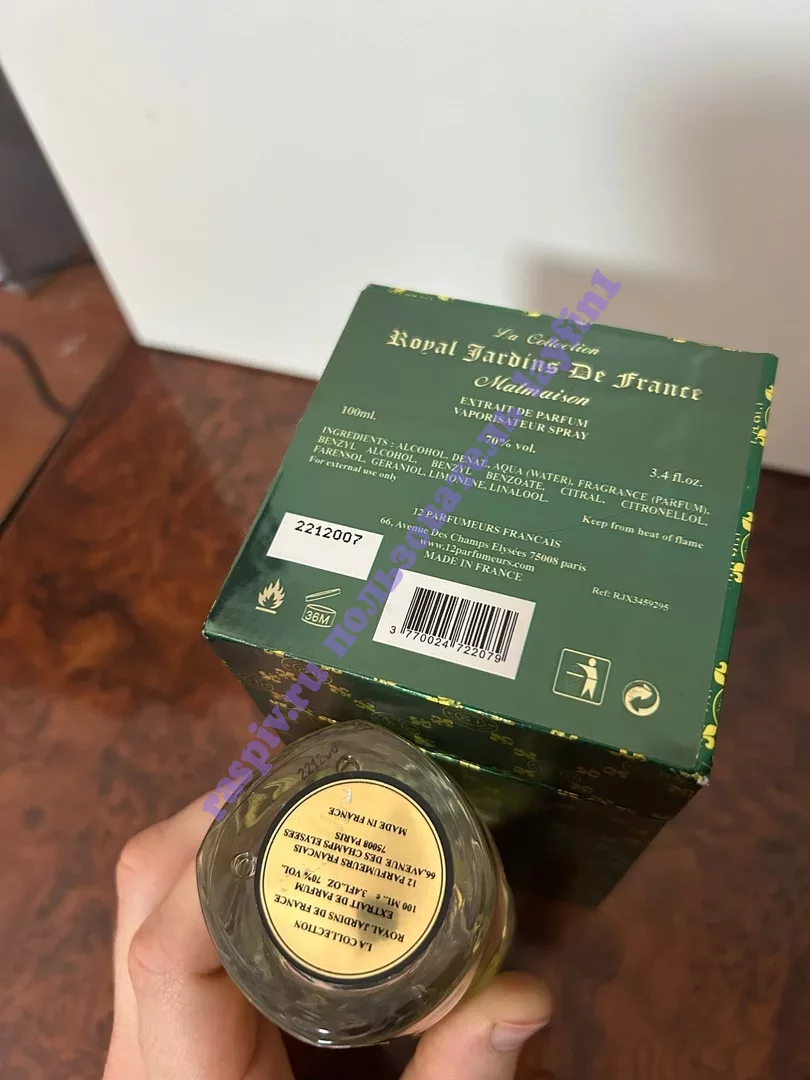 La Collection
Royal Jardins De France
Malmaison
EXTRAIT DE PARFUM
VAPORISATEUR SPRAY
100ml.
70% vol.
3.4 fl.oz.
INGREDIENTS : ALCOHOL, DENAT, AQUA (WATER), FRAGRANCE (PARFUM),
BENZYL ALCOHOL, BENZYL BENZOATE, CITRAL, CITRONELLOL,
FARENSOL, GERANIOL, LIMONENE, LINALOOL.
For external use only
Keep from heat of flame
12 PARFUMEURS FRANCAIS
66, Avenue Des Champs Elysées 75008 paris
www.12parfumeurs.com
MADE IN FRANCE
2212007
Ref: RJX3459295
36M
3 770024 722079
raspiv.ru пользователь
LA COLLECTION
ROYAL JARDINS DE FRANCE
EXTRAIT DE PARFUM
100 ML. e 3.4FL.OZ 70% VOL.
12 PARFUMEURS FRANCAIS
66,AVENUE DES CHAMPS ELYSEES
75008 PARIS
MADE IN FRANCE